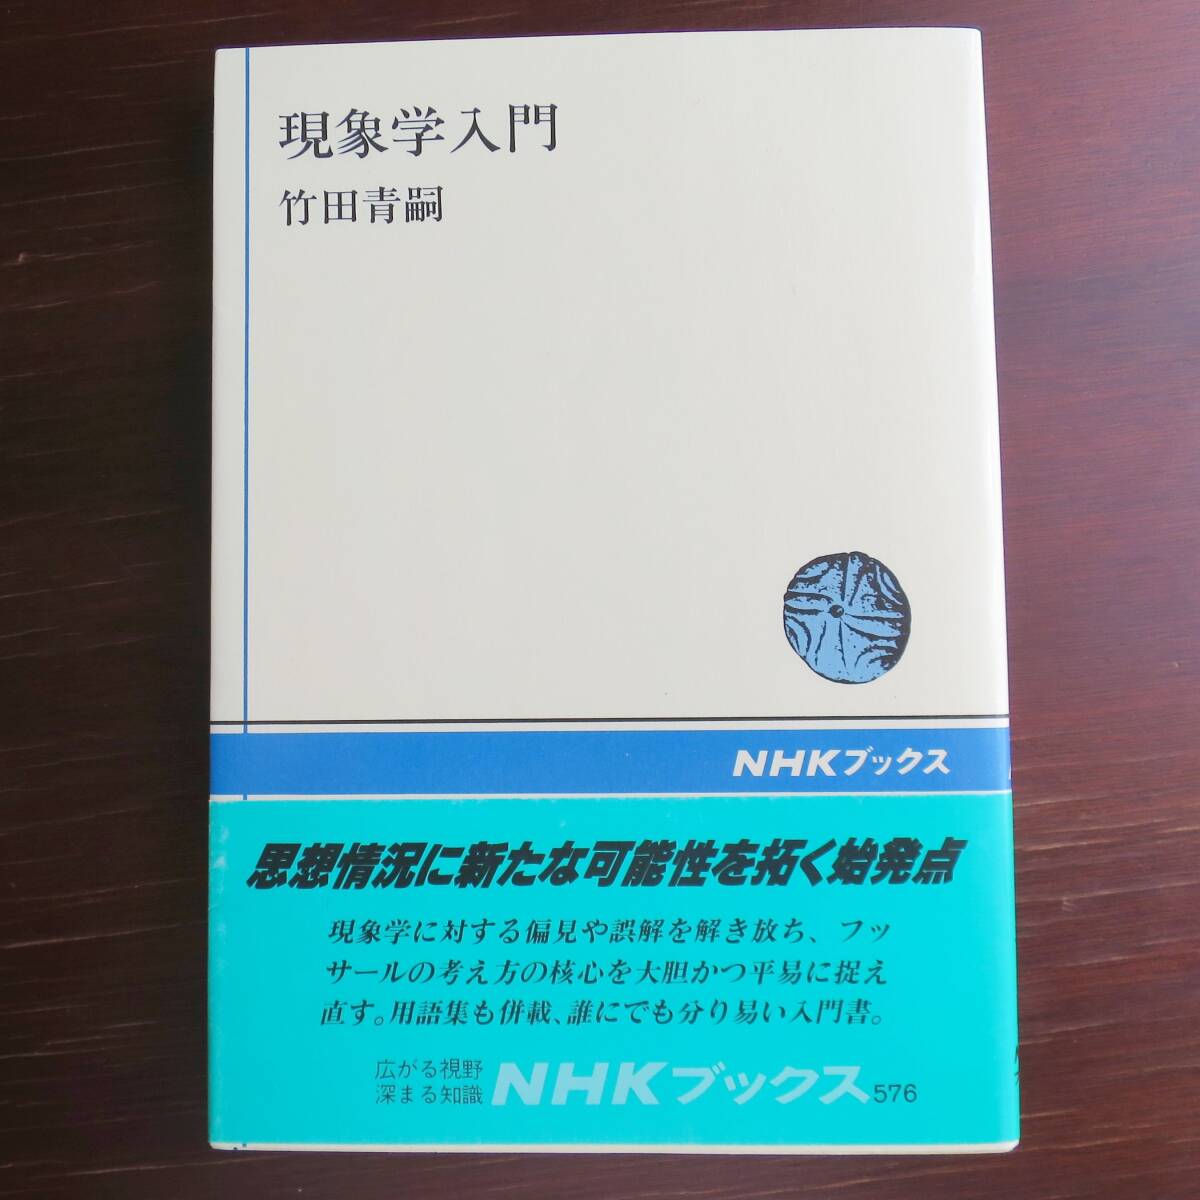 現象学入門
竹田青嗣
NHKブックス
思想情況に新たな可能性を拓く始発点
現象学に対する偏見や誤解を解き放ち、フッ
サールの考え方の核心を大胆かつ平易に捉え
直す。用語集も併載、誰にでも分り易い入門書。
広がる視野
深まる知識
NHKブックス576